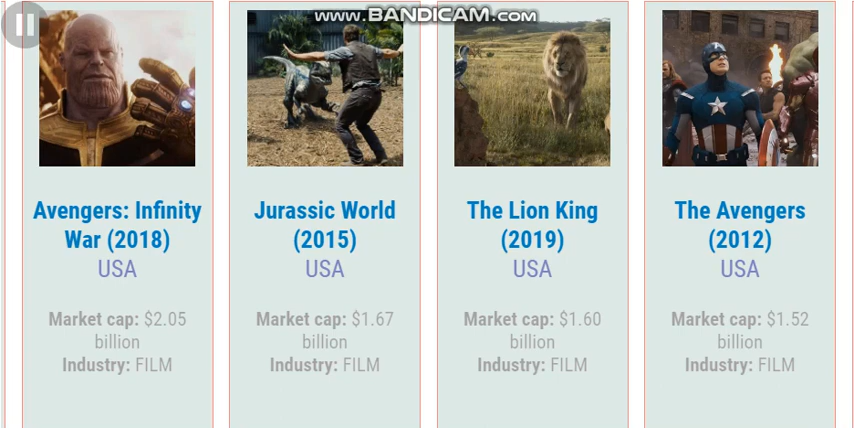 www.BANDICAM.com
Avengers: Infinity
War (2018)
USA
Market cap: $2.05
billion
Industry: FILM
Jurassic World
(2015)
USA
Market cap: $1.67
billion
Industry: FILM
The Lion King
(2019)
USA
Market cap: $1.60
billion
Industry: FILM
The Avengers
(2012)
USA
Market cap: $1.52
billion
Industry: FILM